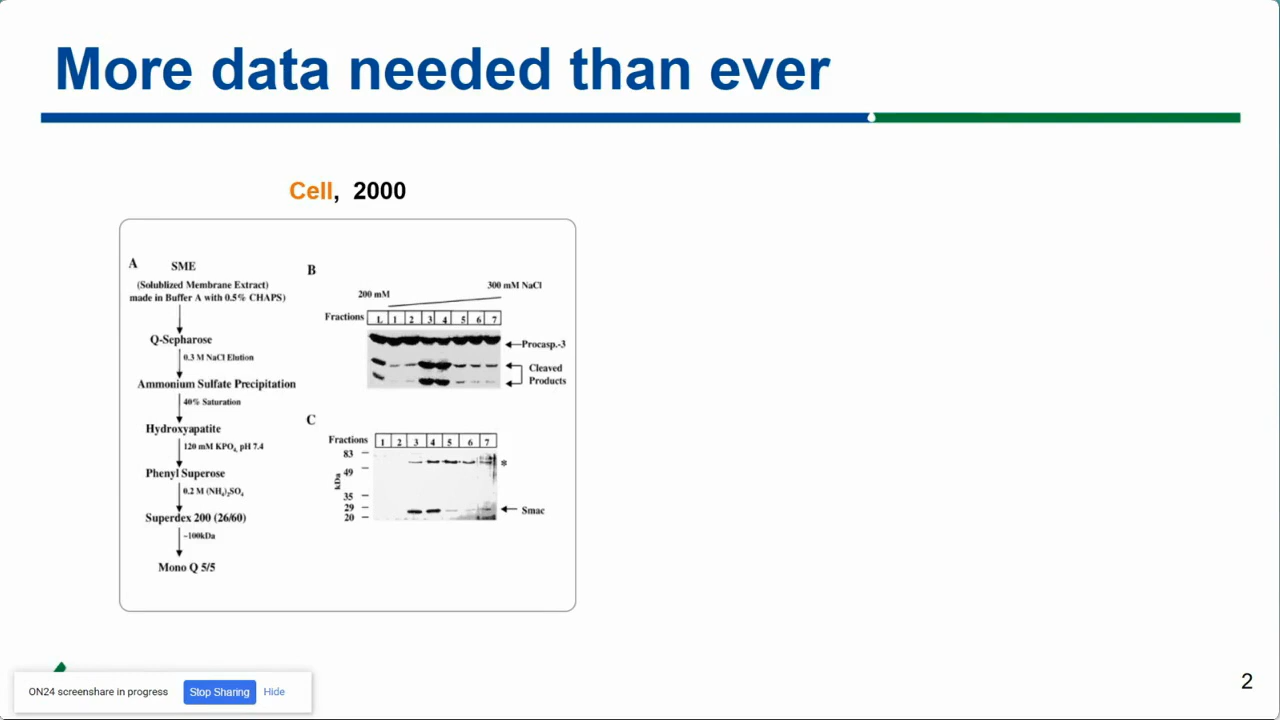 More data needed than ever
Cell, 2000
A SME
(Solublized Membrane Extract)
made in Buffer A with 0.5% CHAPS)
Q-Sepharose
0.3 M NaCl Elution
Ammonium Sulfate Precipitation
40% Saturation
Hydroxyapatite
120 mM KPO4, pH 7.4
Phenyl Superose
0.2 M (NH4)2SO4
Superdex 200 (26/60)
~100kDa
Mono Q 5/5
B
300 mM NaCl
200 mM
Fractions L 1 2 3 4 5 6 7
Procasp.-3
Cleaved
Products
C
Fractions 1 2 3 4 5 6 7
83
*
49
kDa
35
29
Smac
20
ON24 screenshare in progress Stop Sharing Hide
2